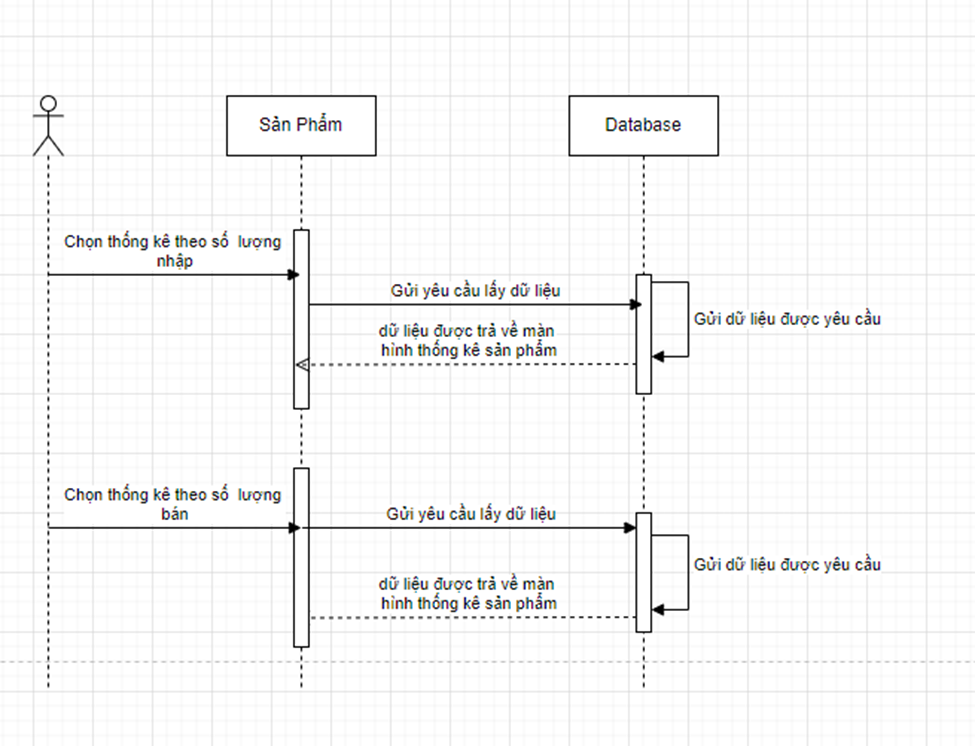 Sản Phẩm
Database
Chọn thống kê theo số lượng
nhập
Gửi yêu cầu lấy dữ liệu
Gửi dữ liệu được yêu cầu
dữ liệu được trả về màn
hình thống kê sản phẩm
Chọn thống kê theo số lượng
bán
Gửi yêu cầu lấy dữ liệu
Gửi dữ liệu được yêu cầu
dữ liệu được trả về màn
hình thống kê sản phẩm